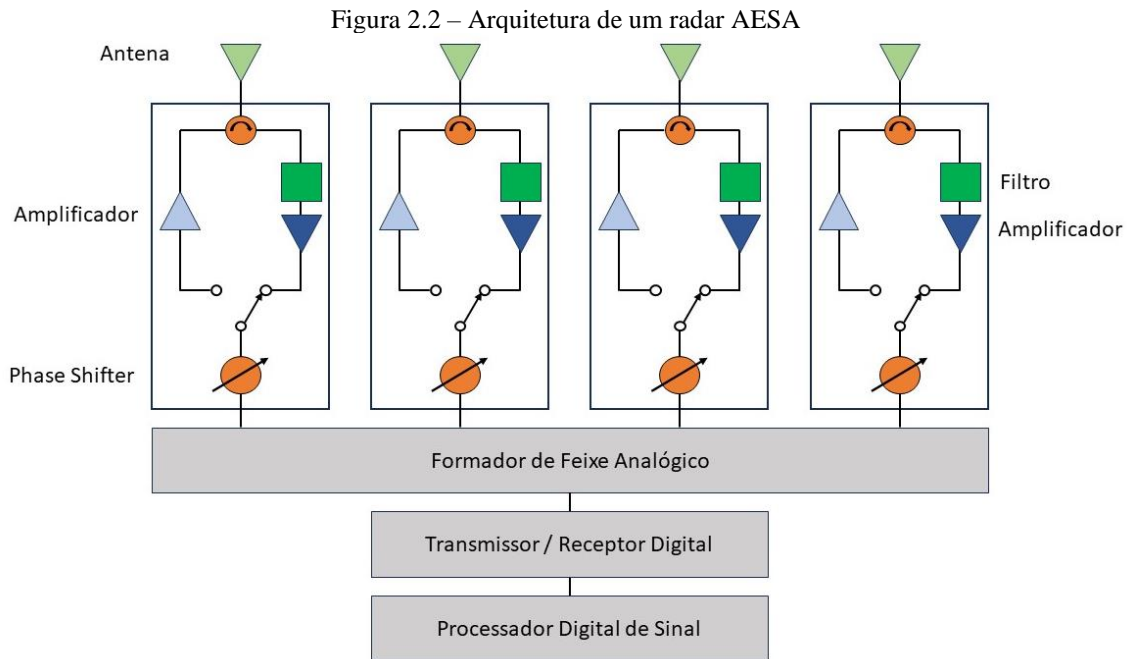 Figura 2.2 – Arquitetura de um radar AESA
Antena
Amplificador
Filtro
Amplificador
Phase Shifter
Formador de Feixe Analógico
Transmissor / Receptor Digital
Processador Digital de Sinal